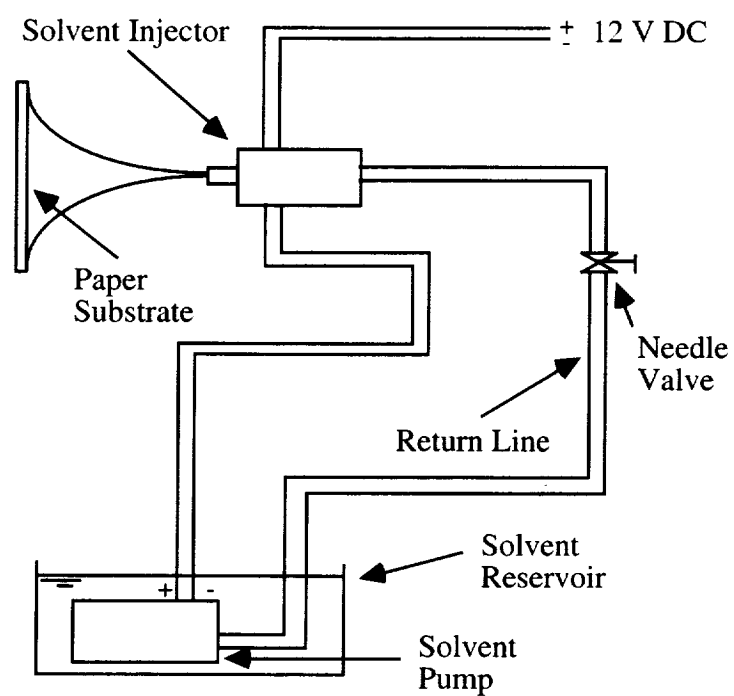 Solvent Injector
+
-
12 V DC
Paper
Substrate
Needle
Valve
Return Line
Solvent
Reservoir
+ -
Solvent
Pump